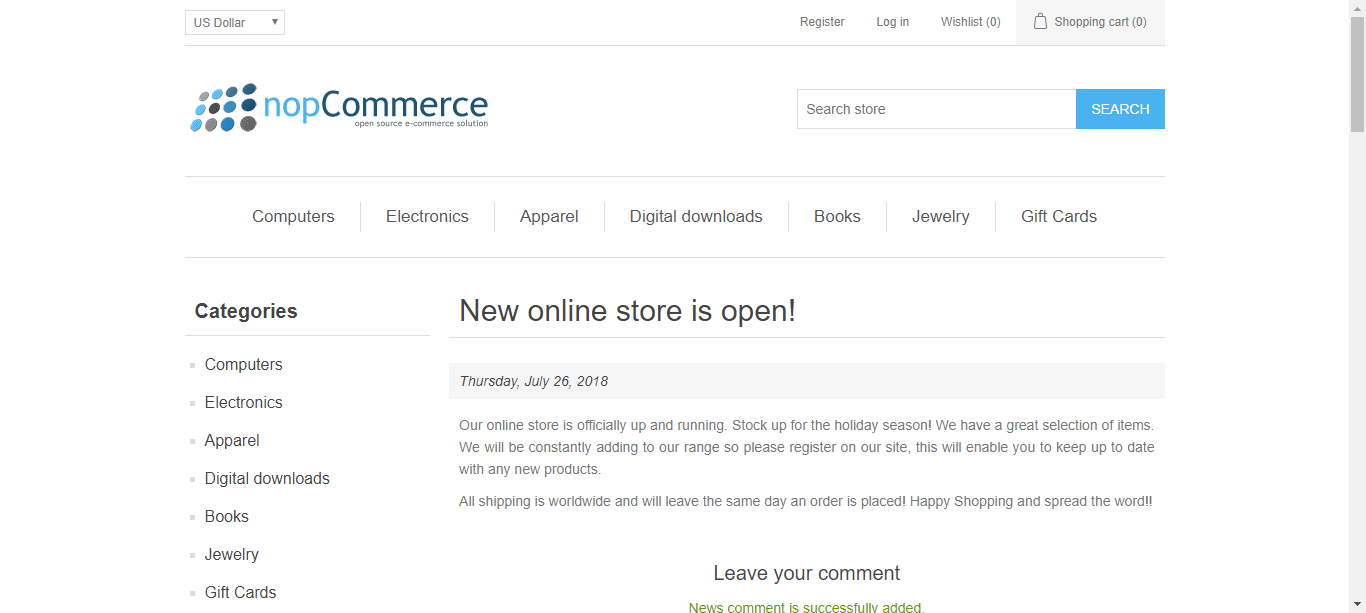 US Dollar
Register
Log in
Wishlist (0)
Shopping cart (0)
nopCommerce
open source e-commerce solution
Search store
SEARCH
Computers
Electronics
Apparel
Digital downloads
Books
Jewelry
Gift Cards
Categories
Computers
Electronics
Apparel
Digital downloads
Books
Jewelry
Gift Cards
New online store is open!
Thursday, July 26, 2018
Our online store is officially up and running. Stock up for the holiday season! We have a great selection of items.
We will be constantly adding to our range so please register on our site, this will enable you to keep up to date
with any new products.
All shipping is worldwide and will leave the same day an order is placed! Happy Shopping and spread the word!!
Leave your comment
News comment is successfully added.